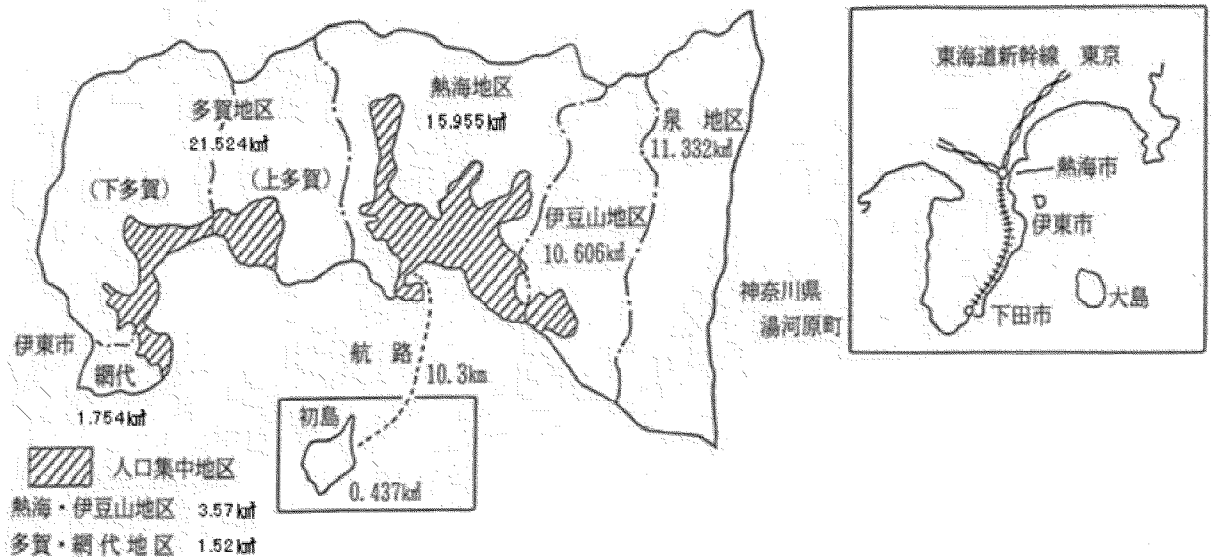 多賀地区
21.524㎢
(下多賀)
(上多賀)
熱海地区
15.955㎢
伊豆山地区
10.606㎢
泉 地区
11.332㎢
神奈川県
湯河原町
伊東市
網代
1.754㎢
航 路
10.3km
初島
0.437㎢
人口集中地区
熱海・伊豆山地区 3.57㎢
多賀・網代地区 1.52㎢
東海道新幹線 東京
熱海市
伊東市
大島
下田市